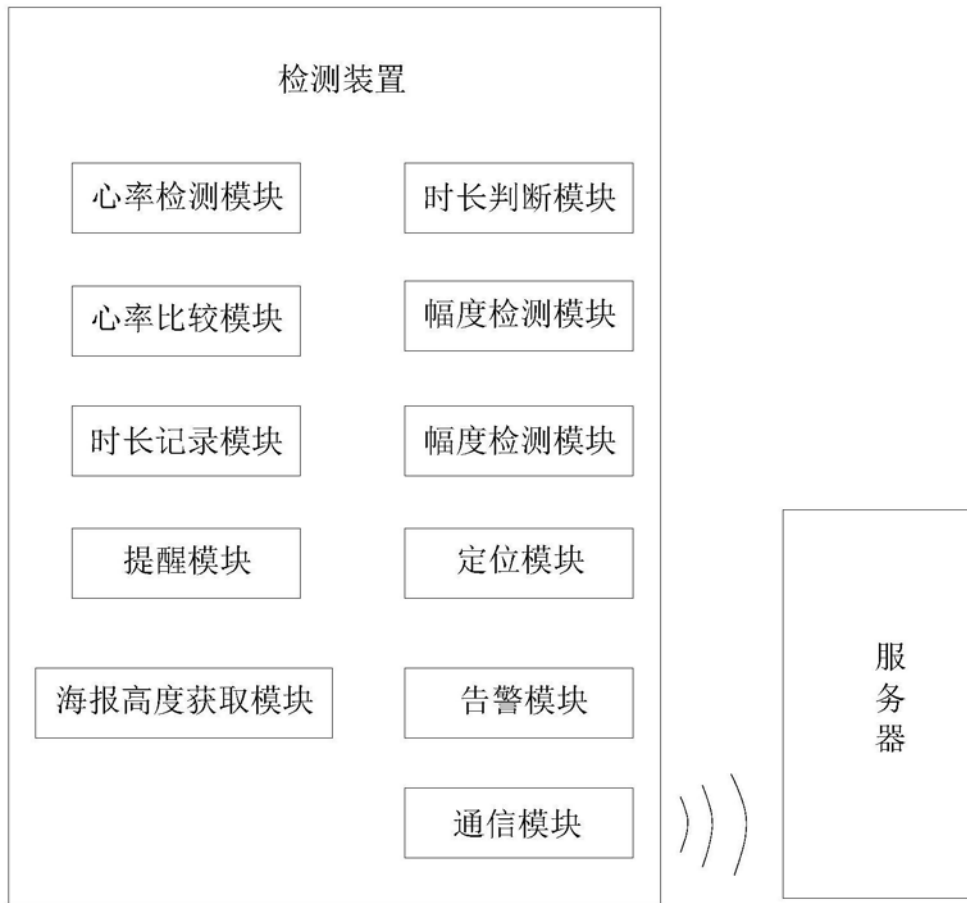 检测装置
心率检测模块
时长判断模块
心率比较模块
幅度检测模块
时长记录模块
幅度检测模块
提醒模块
定位模块
海报高度获取模块
告警模块
通信模块
服务器